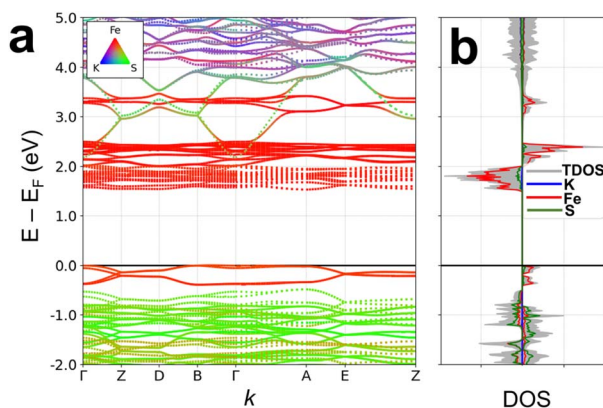 a
b
Fe
K
S
E − E_F (eV)
5.0
4.0
3.0
2.0
1.0
0.0
-1.0
-2.0
Γ Z D B Γ A E Z
k
TDOS
K
Fe
S
DOS